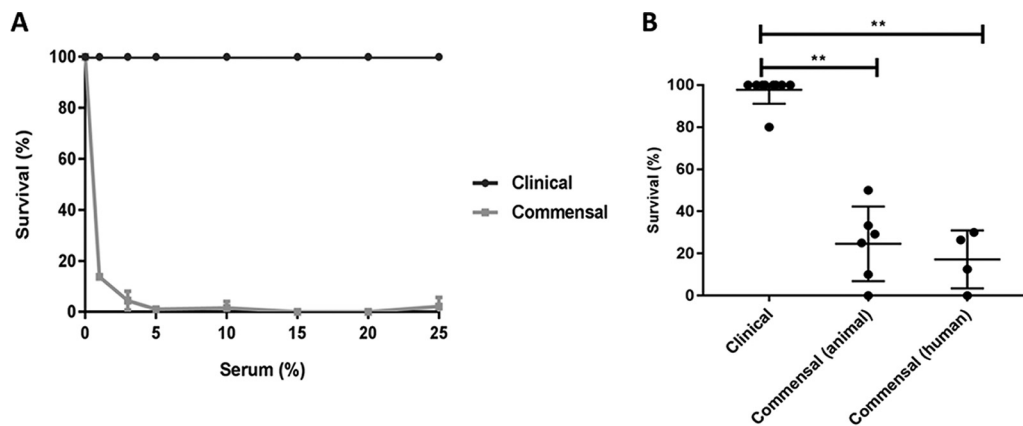 A
Survival (%)
100
80
60
40
20
0
0 5 10 15 20 25
Serum (%)
Clinical
Commensal
B
**
**
Survival (%)
100
80
60
40
20
0
Clinical
Commensal (animal)
Commensal (human)